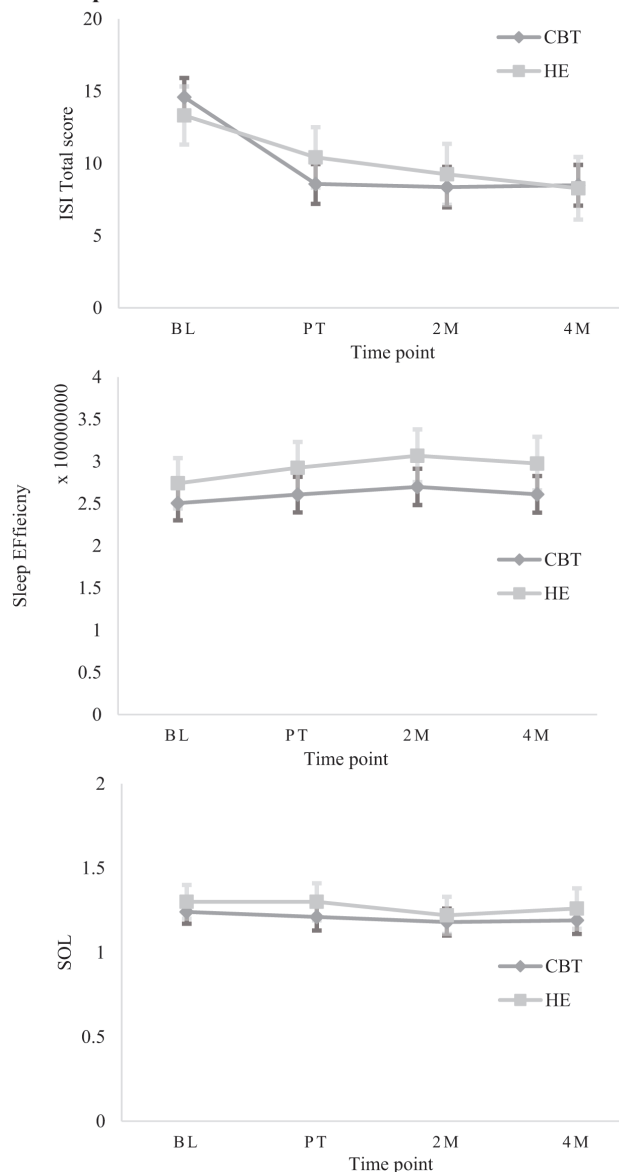 20
15
10
5
0
ISI Total score
CBT
HE
BL PT 2M 4M
Time point
4
3.5
3
2.5
2
1.5
1
0.5
0
x 100000000
Sleep EFfieicny
CBT
HE
BL PT 2M 4M
Time point
2
1.5
1
0.5
0
SOL
CBT
HE
BL PT 2M 4M
Time point